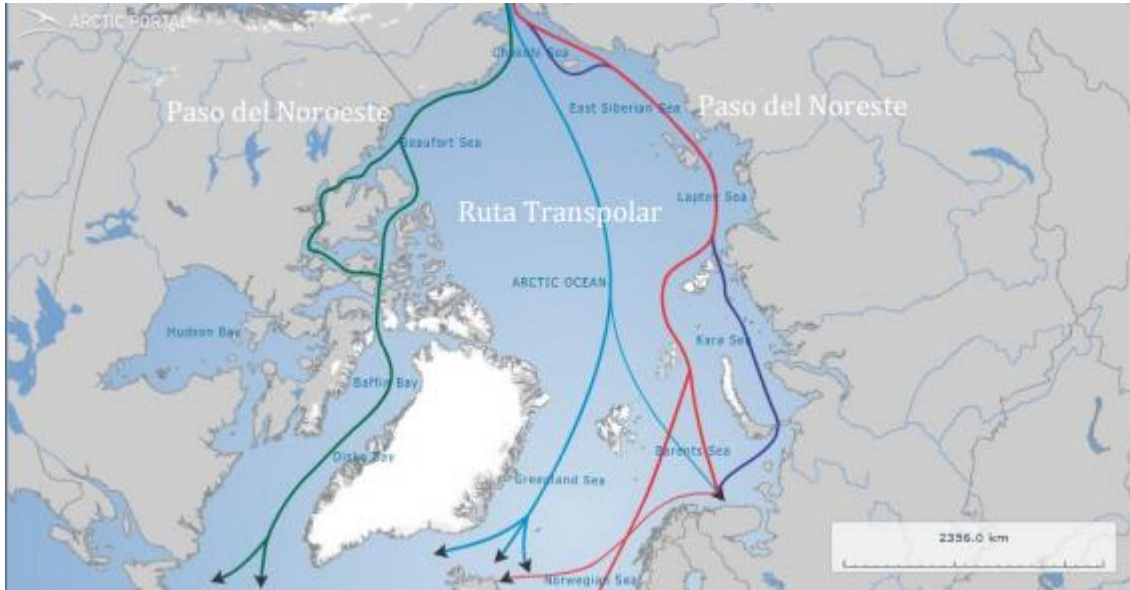 ARCTIC PORTAL
Chukchi Sea
East Siberian Sea
Paso del Noroeste
Paso del Noreste
Beaufort Sea
Laptev Sea
Ruta Transpolar
ARCTIC OCEAN
Hudson Bay
Kara Sea
Baffin Bay
Disko Bay
Barents Sea
Greenland Sea
2356.0 km
Norwegian Sea